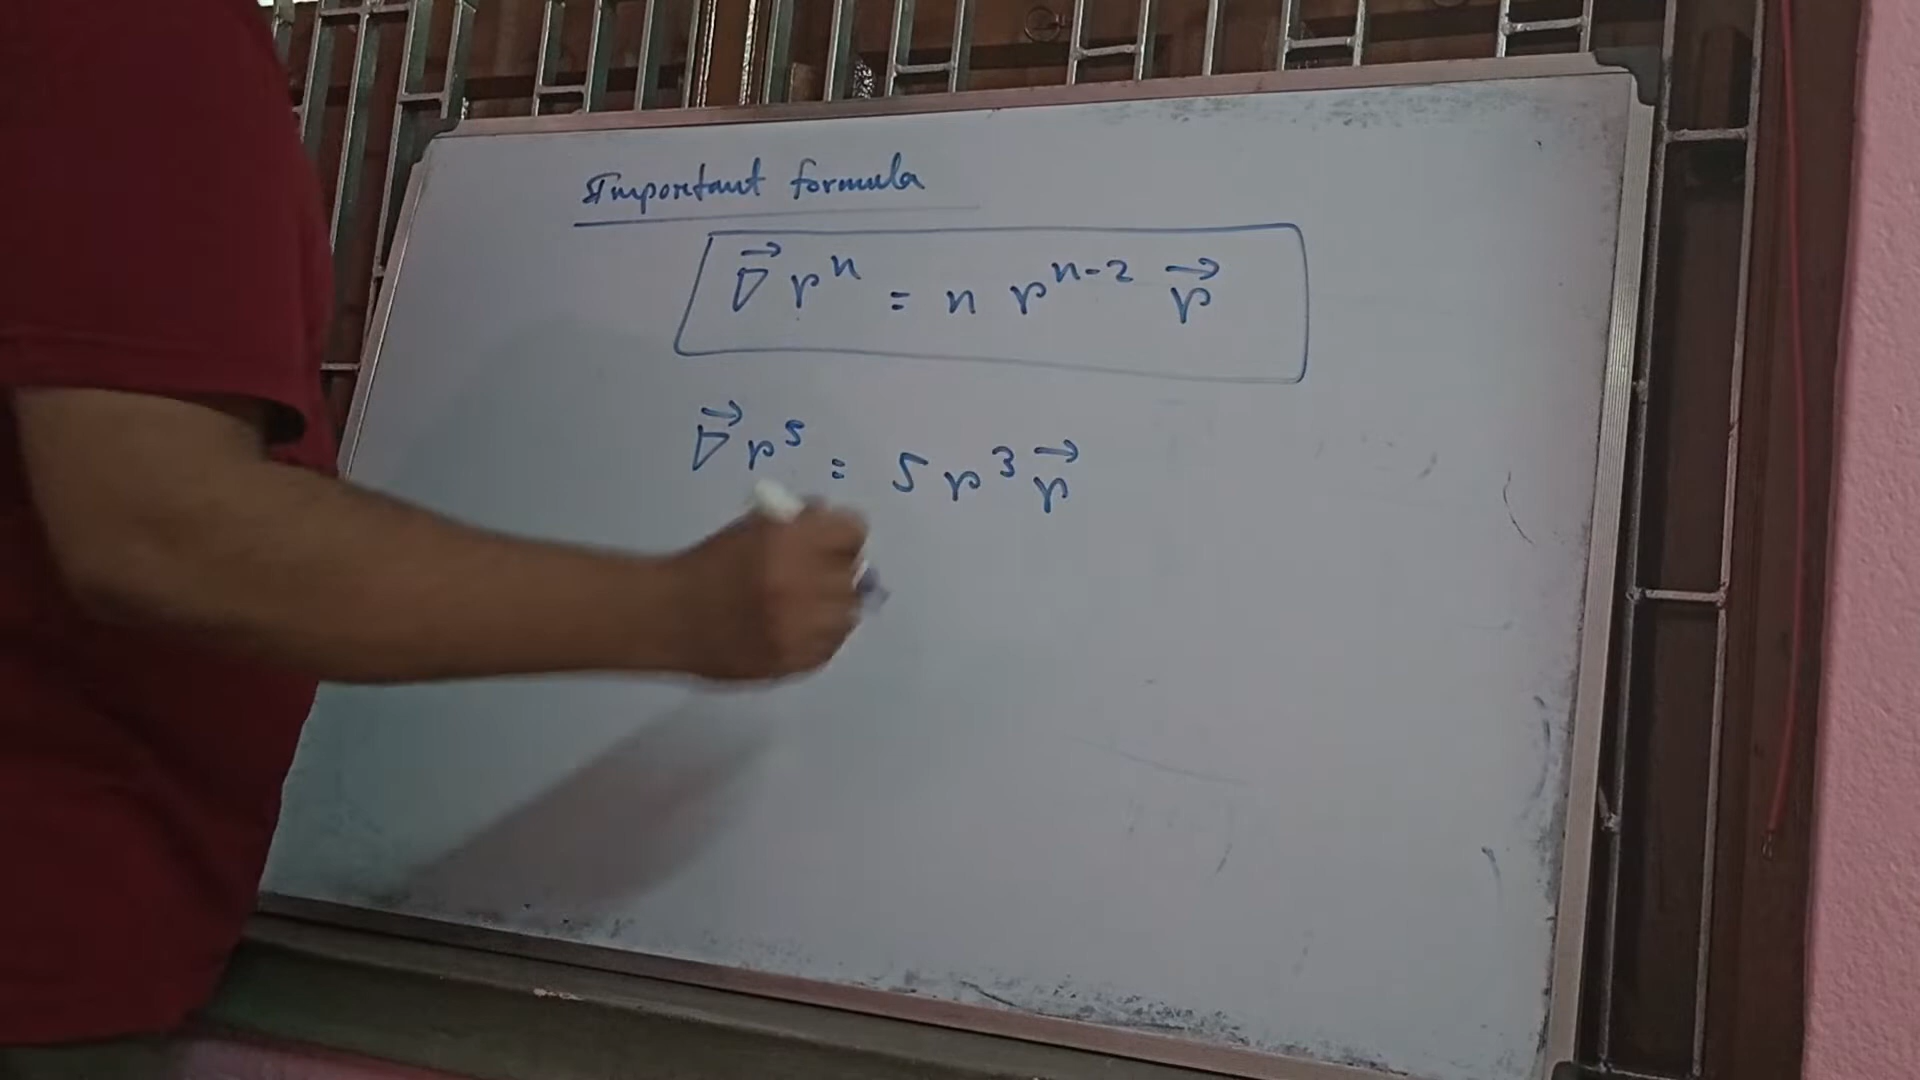 Important formula
∇⃗ rⁿ = n rⁿ⁻² r⃗
∇⃗ r⁵ = 5 r³ r⃗